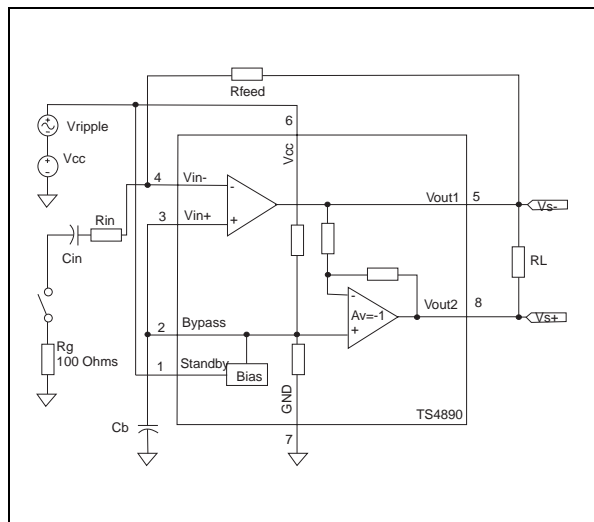 Rfeed
Vripple
Vcc
6
Vcc
4
Vin-
-
Vout1
5
Vs-
Rin
3
Vin+
+
Cin
RL
-
Av=-1
+
Vout2
8
Vs+
2
Bypass
Rg
100 Ohms
1
Standby
Bias
GND
TS4890
Cb
7